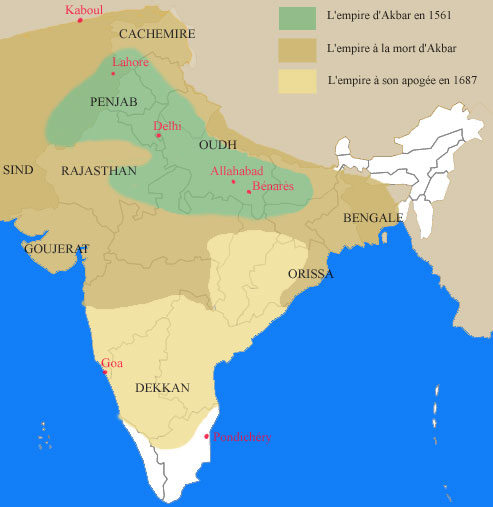 Kaboul
L'empire d'Akbar en 1561
CACHEMIRE
L'empire à la mort d'Akbar
Lahore
L'empire à son apogée en 1687
PENJAB
Delhi
OUDH
SIND
RAJASTHAN
Allahabad
Bénarès
BENGALE
GOUJERAT
ORISSA
Goa
DEKKAN
Pondichéry